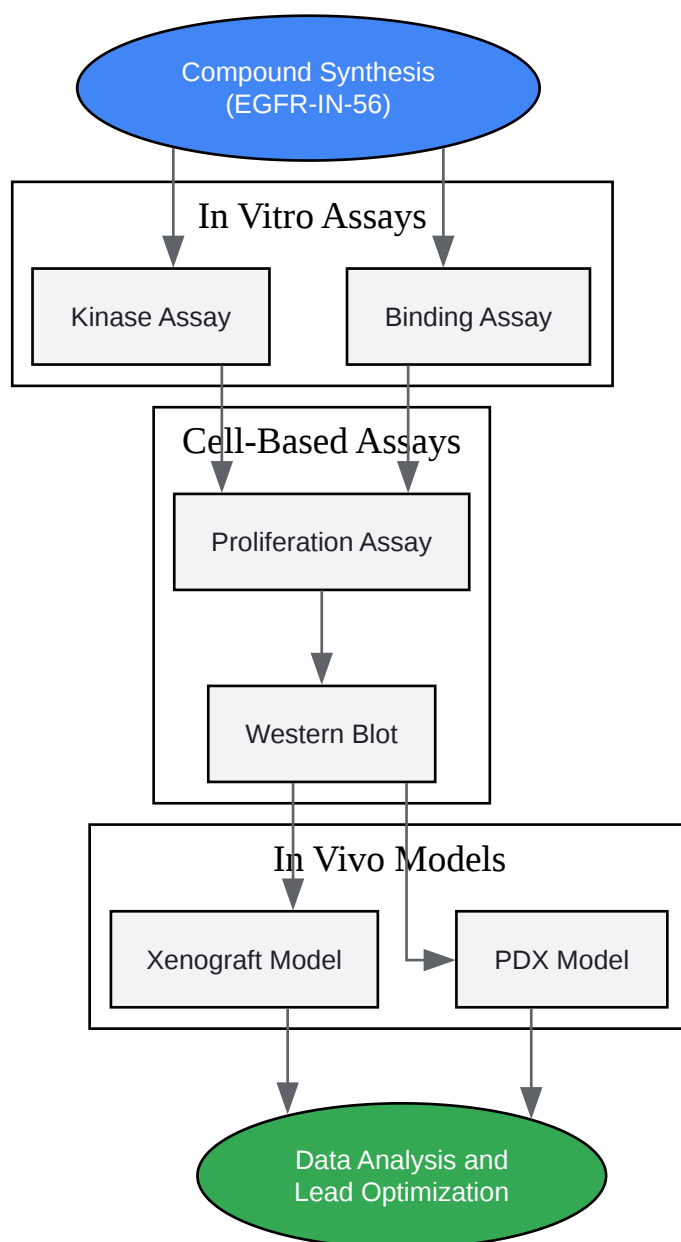 Compound Synthesis
(EGFR-IN-56)
In Vitro Assays
Kinase Assay
Binding Assay
Cell-Based Assays
Proliferation Assay
Western Blot
In Vivo Models
Xenograft Model
PDX Model
Data Analysis and
Lead Optimization